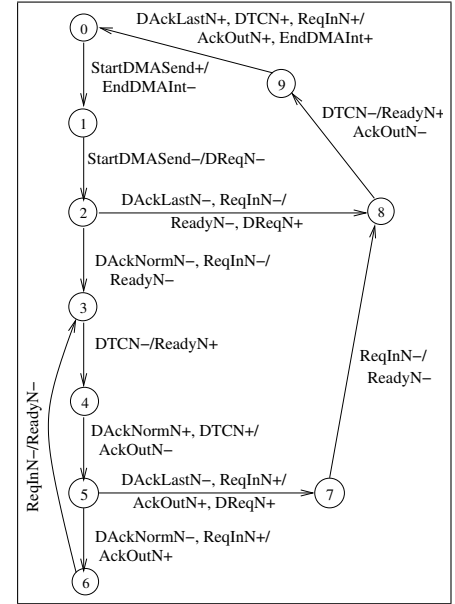 DAckLastN+, DTCN+, ReqInN+/
AckOutN+, EndDMAInt+
0
9
StartDMASend+/
EndDMAInt−
DTCN−/ReadyN+
AckOutN−
1
StartDMASend−/DReqN−
2
DAckLastN−, ReqInN−/
ReadyN−, DReqN+
8
DAckNormN−, ReqInN−/
ReadyN−
3
DTCN−/ReadyN+
ReqInN−/
ReadyN−
4
ReqInN−/ReadyN−
DAckNormN+, DTCN+/
AckOutN−
5
DAckLastN−, ReqInN+/
AckOutN+, DReqN+
7
DAckNormN−, ReqInN+/
AckOutN+
6